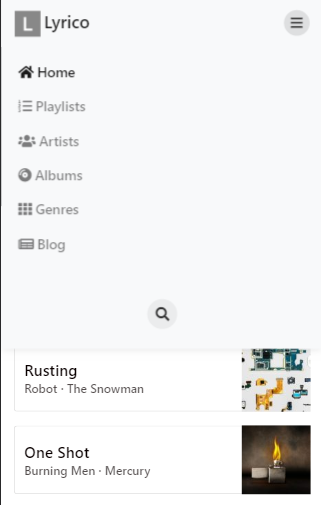 L Lyrico
Home
Playlists
Artists
Albums
Genres
Blog
Rusting
Robot · The Snowman
One Shot
Burning Men · Mercury